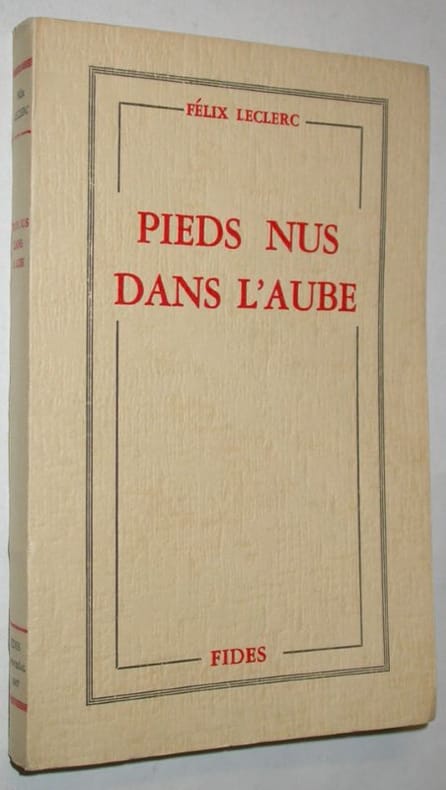 FÉLIX LECLERC
PIEDS NUS
DANS L'AUBE
FIDES